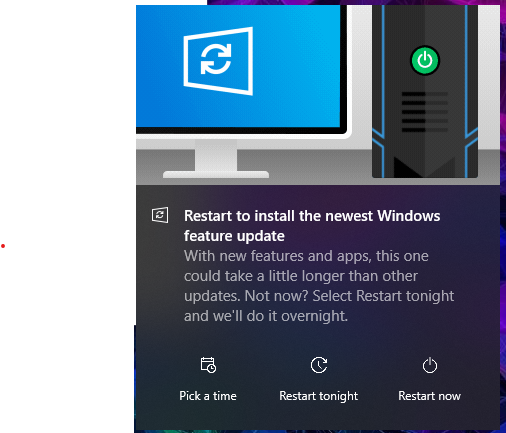 Restart to install the newest Windows
feature update
With new features and apps, this one
could take a little longer than other
updates. Not now? Select Restart tonight
and we'll do it overnight.
Pick a time
Restart tonight
Restart now